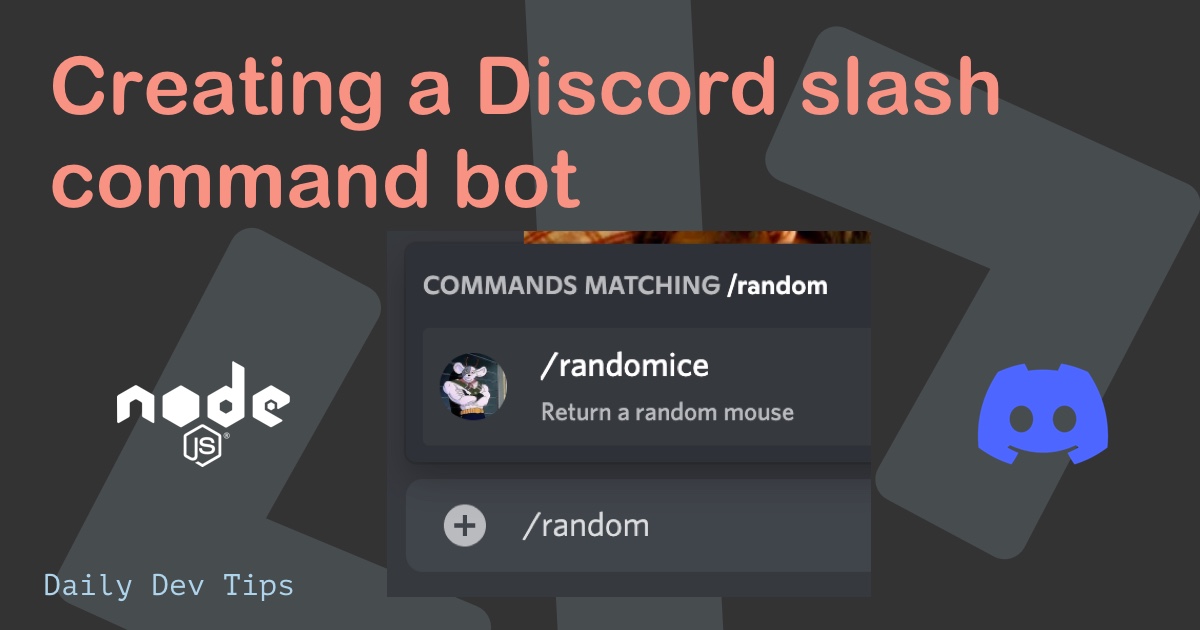 Creating a Discord slash
command bot
COMMANDS MATCHING /random
/randomice
Return a random mouse
/random
node
JS®
Daily Dev Tips